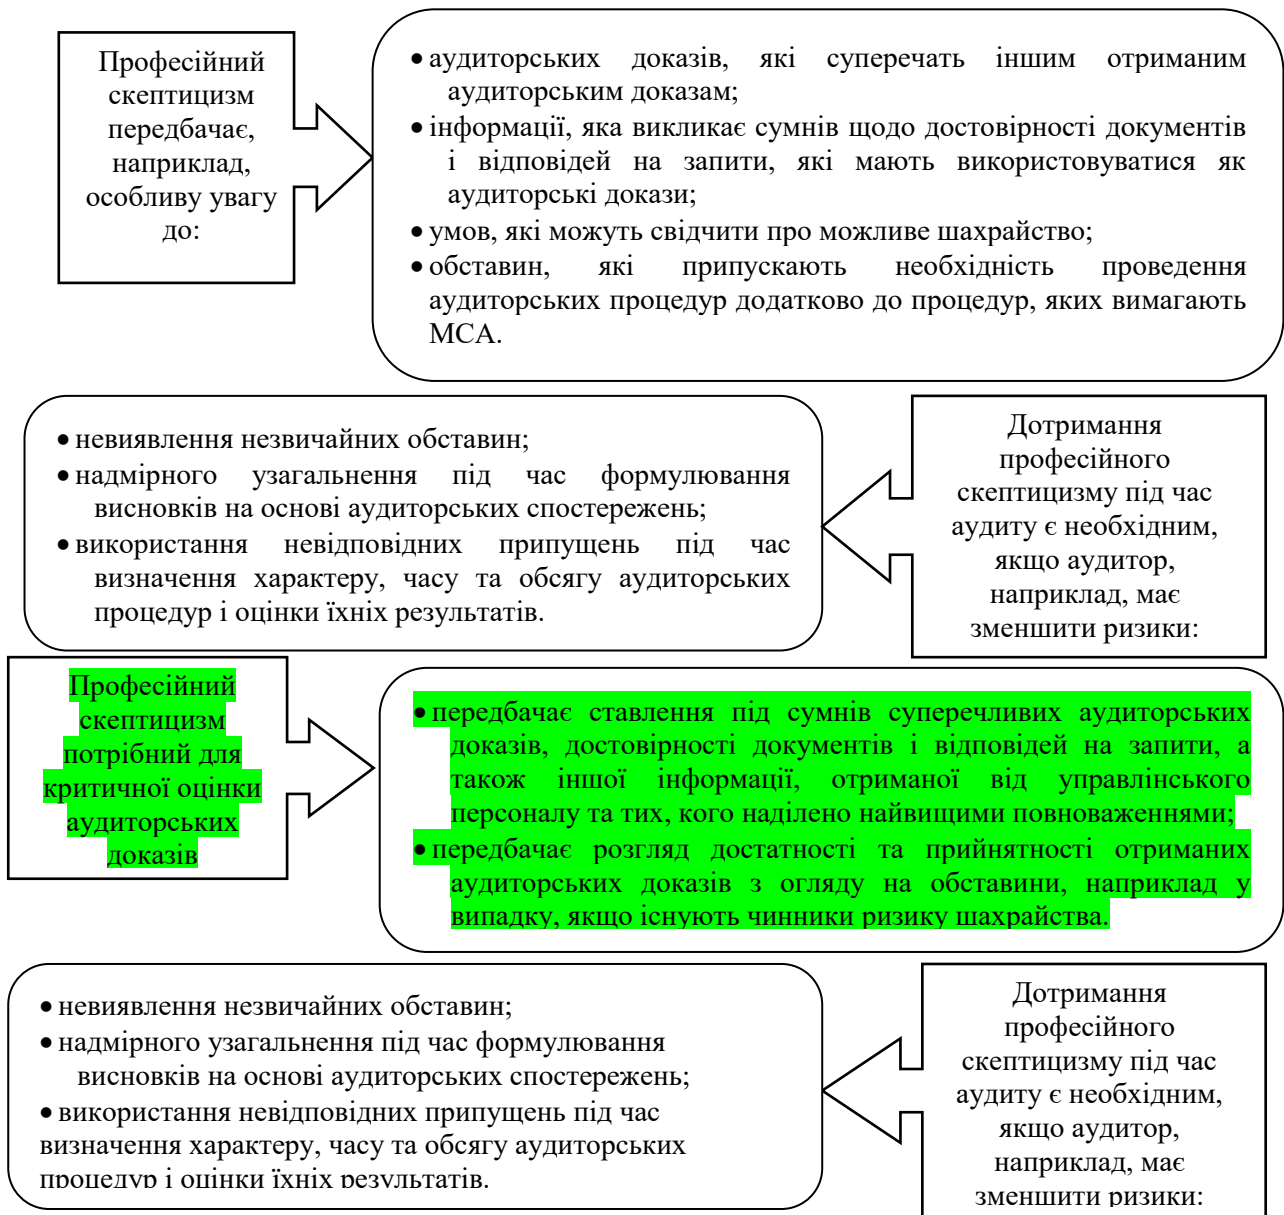 Професійний
скептицизм
передбачає,
наприклад,
особливу увагу
до:
• аудиторських доказів, які суперечать іншим отриманим
аудиторським доказам;
• інформації, яка викликає сумнів щодо достовірності документів
і відповідей на запити, які мають використовуватися як
аудиторські докази;
• умов, які можуть свідчити про можливе шахрайство;
• обставин, які припускають необхідність проведення
аудиторських процедур додатково до процедур, яких вимагають
МСА.
• невиявлення незвичайних обставин;
• надмірного узагальнення під час формулювання
висновків на основі аудиторських спостережень;
• використання невідповідних припущень під час
визначення характеру, часу та обсягу аудиторських
процедур і оцінки їхніх результатів.
Дотримання
професійного
скептицизму під час
аудиту є необхідним,
якщо аудитор,
наприклад, має
зменшити ризики:
Професійний
скептицизм
потрібний для
критичної оцінки
аудиторських
доказів
• передбачає ставлення під сумнів суперечливих аудиторських
доказів, достовірності документів і відповідей на запити, а
також іншої інформації, отриманої від управлінського
персоналу та тих, кого наділено найвищими повноваженнями;
• передбачає розгляд достатності та прийнятності отриманих
аудиторських доказів з огляду на обставини, наприклад у
випадку, якщо існують чинники ризику шахрайства.
• невиявлення незвичайних обставин;
• надмірного узагальнення під час формулювання
висновків на основі аудиторських спостережень;
• використання невідповідних припущень під час
визначення характеру, часу та обсягу аудиторських
процедур і оцінки їхніх результатів.
Дотримання
професійного
скептицизму під час
аудиту є необхідним,
якщо аудитор,
наприклад, має
зменшити ризики: